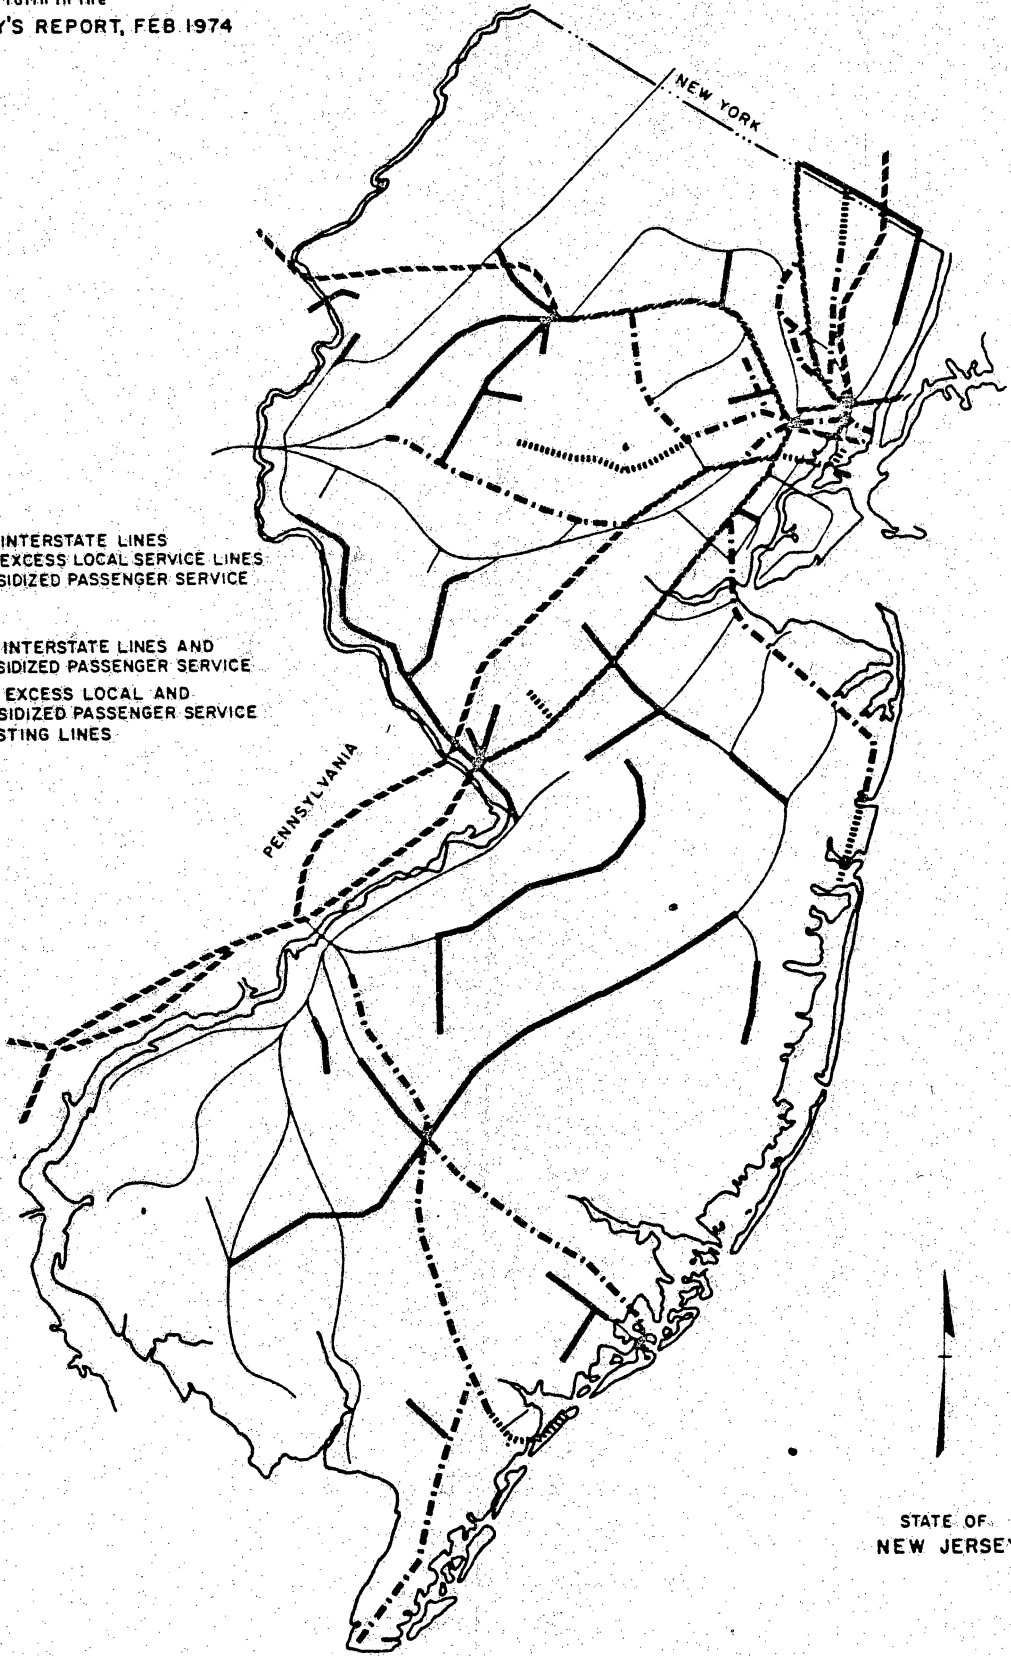 Y'S REPORT, FEB 1974
NEW YORK
INTERSTATE LINES
EXCESS LOCAL SERVICE LINES
SIDIZED PASSENGER SERVICE
INTERSTATE LINES AND
SIDIZED PASSENGER SERVICE
EXCESS LOCAL AND
SIDIZED PASSENGER SERVICE
STING LINES
PENNSYLVANIA
STATE OF
NEW JERSEY